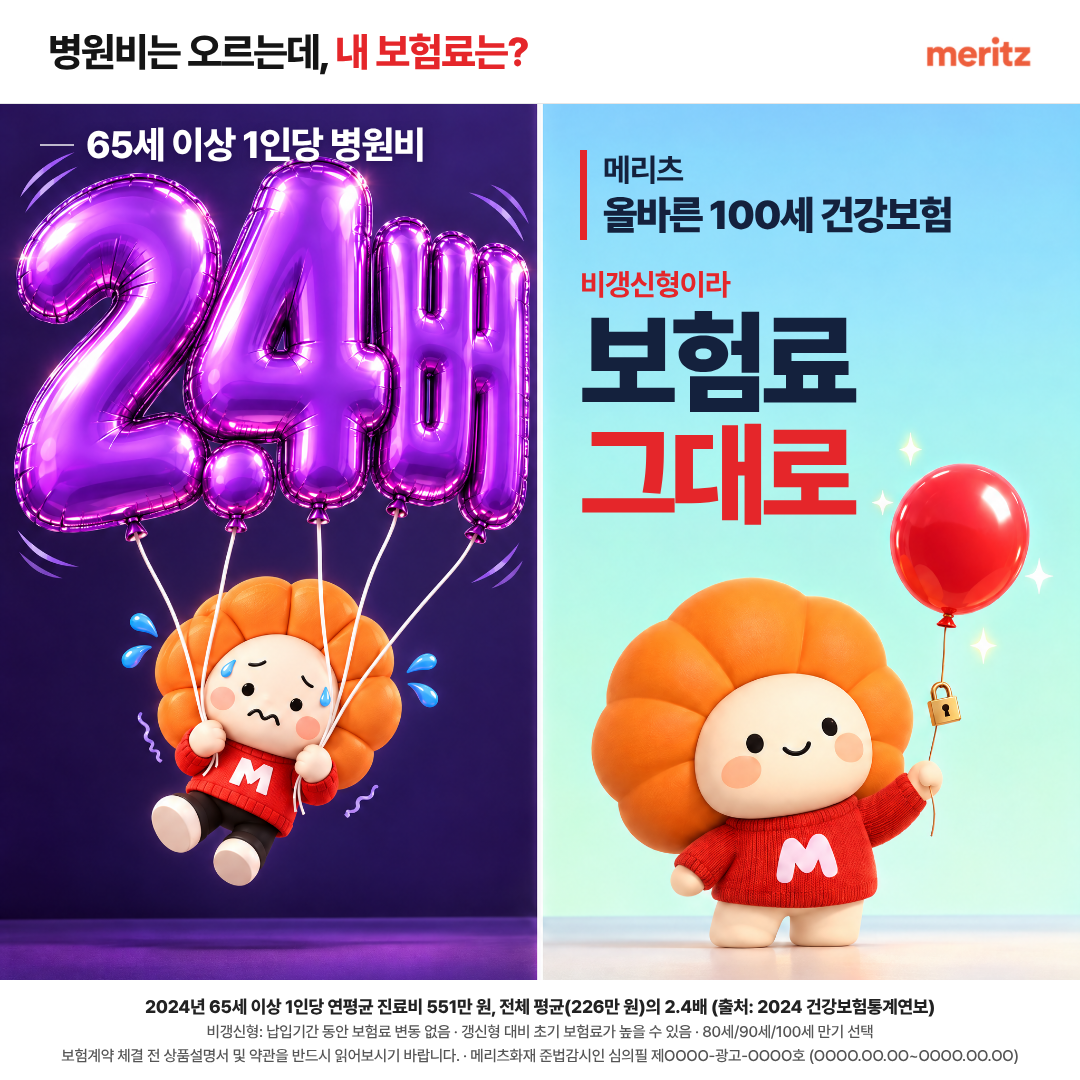 병원비는 오르는데, 내 보험료는?
meritz
65세 이상 1인당 병원비
2.4배
메리츠
올바른 100세 건강보험
비갱신형이라
보험료
그대로
M
M
2024년 65세 이상 1인당 연평균 진료비 551만 원, 전체 평균(226만 원)의 2.4배 (출처: 2024 건강보험통계연보)
비갱신형: 납입기간 동안 보험료 변동 없음 · 갱신형 대비 초기 보험료가 높을 수 있음 · 80세/90세/100세 만기 선택
보험계약 체결 전 상품설명서 및 약관을 반드시 읽어보시기 바랍니다. · 메리츠화재 준법감시인 심의필 제OOOO-광고-OOOO호 (OOOO.OO.OO~OOOO.OO.OO)